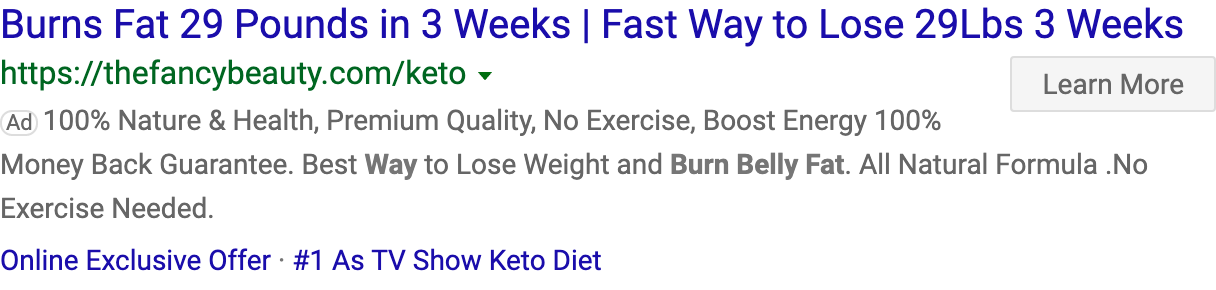 Burns Fat 29 Pounds in 3 Weeks | Fast Way to Lose 29Lbs 3 Weeks
https://thefancybeauty.com/keto
Learn More
Ad 100% Nature & Health, Premium Quality, No Exercise, Boost Energy 100%
Money Back Guarantee. Best Way to Lose Weight and Burn Belly Fat. All Natural Formula .No
Exercise Needed.
Online Exclusive Offer · #1 As TV Show Keto Diet